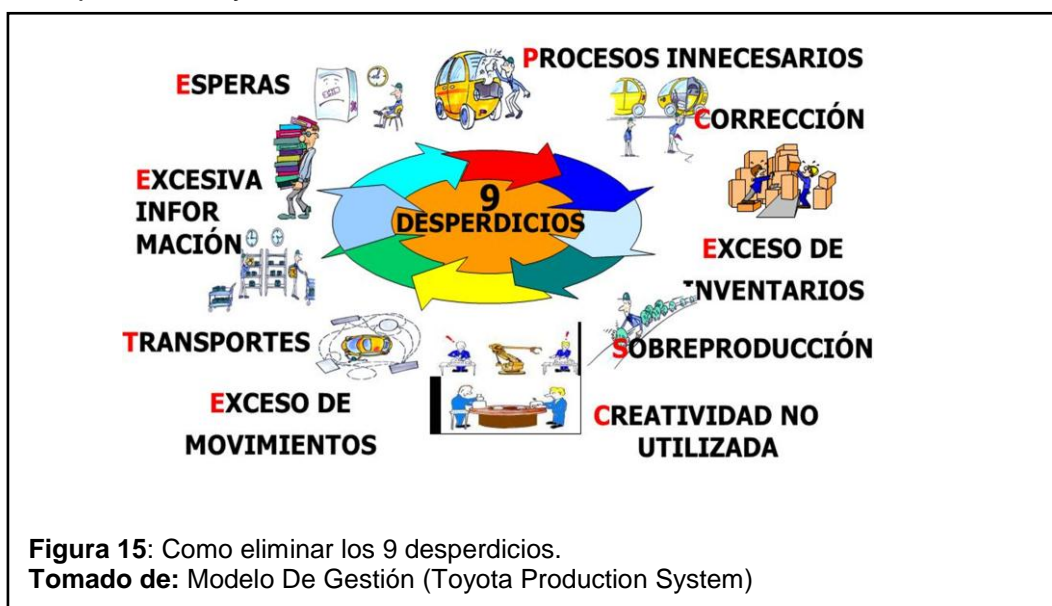 PROCESOS INNECESARIOS
ESPERAS
CORRECCIÓN
EXCESIVA
INFOR
MACIÓN
9
DESPERDICIOS
EXCESO DE
INVENTARIOS
TRANSPORTES
SOBREPRODUCCIÓN
EXCESO DE
MOVIMIENTOS
CREATIVIDAD NO
UTILIZADA
Figura 15: Como eliminar los 9 desperdicios.
Tomado de: Modelo De Gestión (Toyota Production System)